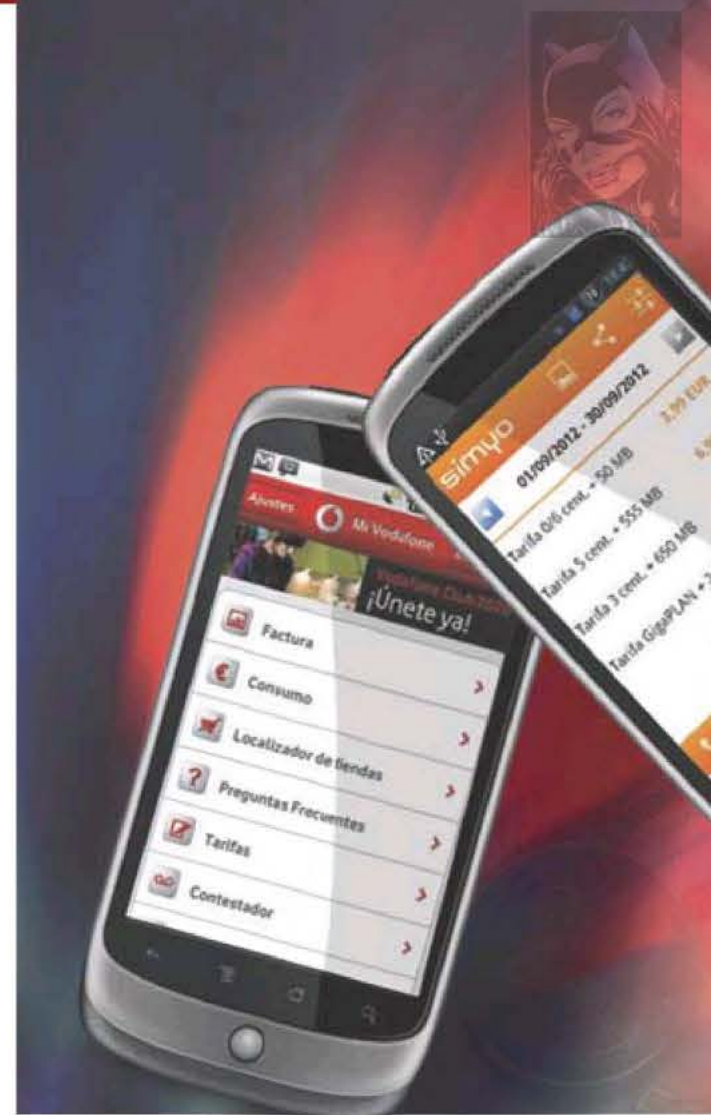 Ajustes
Mi Vodafone
¡Únete ya!
Factura
Consumo
Localizador de tiendas
Preguntas Frecuentes
Tarifas
Contestador
simyo
01/09/2012 - 30/09/2012
Tarifa 0/6 cent. + 50 MB
Tarifa 5 cent. + 555 MB
Tarifa 3 cent. + 650 MB
Tarifa GigaPLAN +
EUR